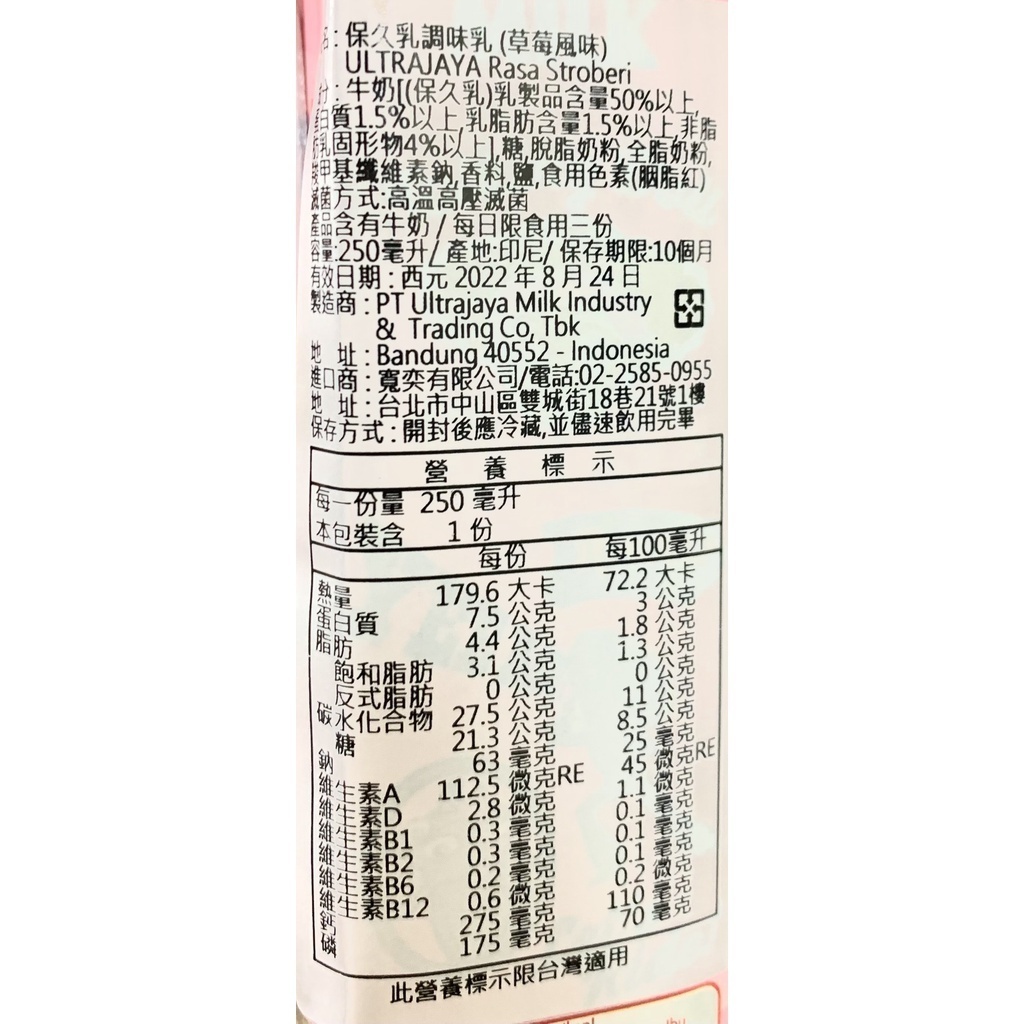 名: 保久乳調味乳 (草莓風味)
ULTRAJAYA Rasa Stroberi
牛奶[(保久乳)乳製品含量50%以上,
蛋白質1.5%以上,乳脂肪含量1.5%以上,非脂
肪乳固形物4%以上],糖,脫脂奶粉,全脂奶粉,
羧甲基纖維素鈉,香料,鹽,食用色素(胭脂紅)
滅菌方式:高溫高壓滅菌
產品含有牛奶 / 每日限食用三份
容量:250毫升/ 產地:印尼/ 保存期限:10個月
有效日期 : 西元 2022 年 8 月 24 日
製造商 : PT Ultrajaya Milk Industry
& Trading Co, Tbk
地 址 : Bandung 40552 - Indonesia
進口商 : 寬奕有限公司/電話:02-2585-0955
地 址 : 台北市中山區雙城街18巷21號1樓
保存方式 : 開封後應冷藏,並儘速飲用完畢
營 養 標 示
每一份量 250 毫升
本包裝含 1 份
每份 每100毫升
熱量 179.6 大卡 72.2 大卡
蛋白質 7.5 公克 3 公克
脂肪 4.4 公克 1.8 公克
飽和脂肪 3.1 公克 1.3 公克
反式脂肪 0 公克 0 公克
碳水化合物 27.5 公克 11 公克
糖 21.3 公克 8.5 公克
鈉 63 毫克 25 毫克
維生素A 112.5 微克RE 45 微克RE
維生素D 2.8 微克 1.1 微克
維生素B1 0.3 毫克 0.1 毫克
維生素B2 0.3 毫克 0.1 毫克
維生素B6 0.2 毫克 0.1 毫克
維生素B12 0.6 微克 0.2 微克
鈣 275 毫克 110 毫克
磷 175 毫克 70 毫克
此營養標示限台灣適用